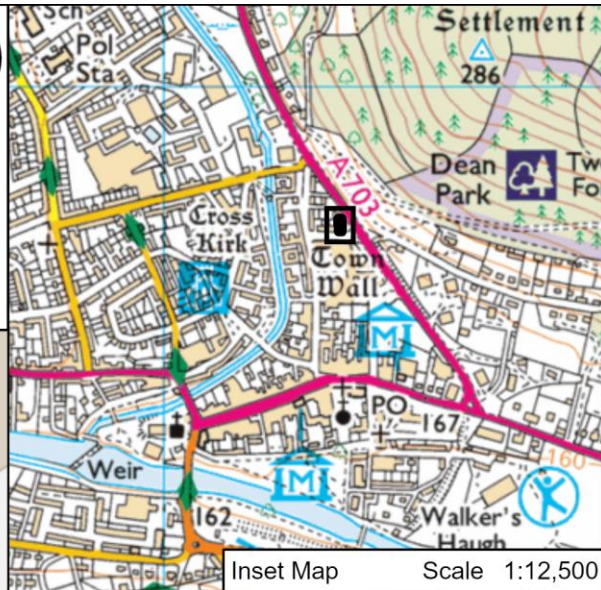 Sch
Pol
Sta
Settlement
286
A703
Dean
Park
Cross
Kirk
Town
Wall
M
PO
167
Weir
M
160
162
Walker's
Haugh
Inset Map Scale 1:12,500